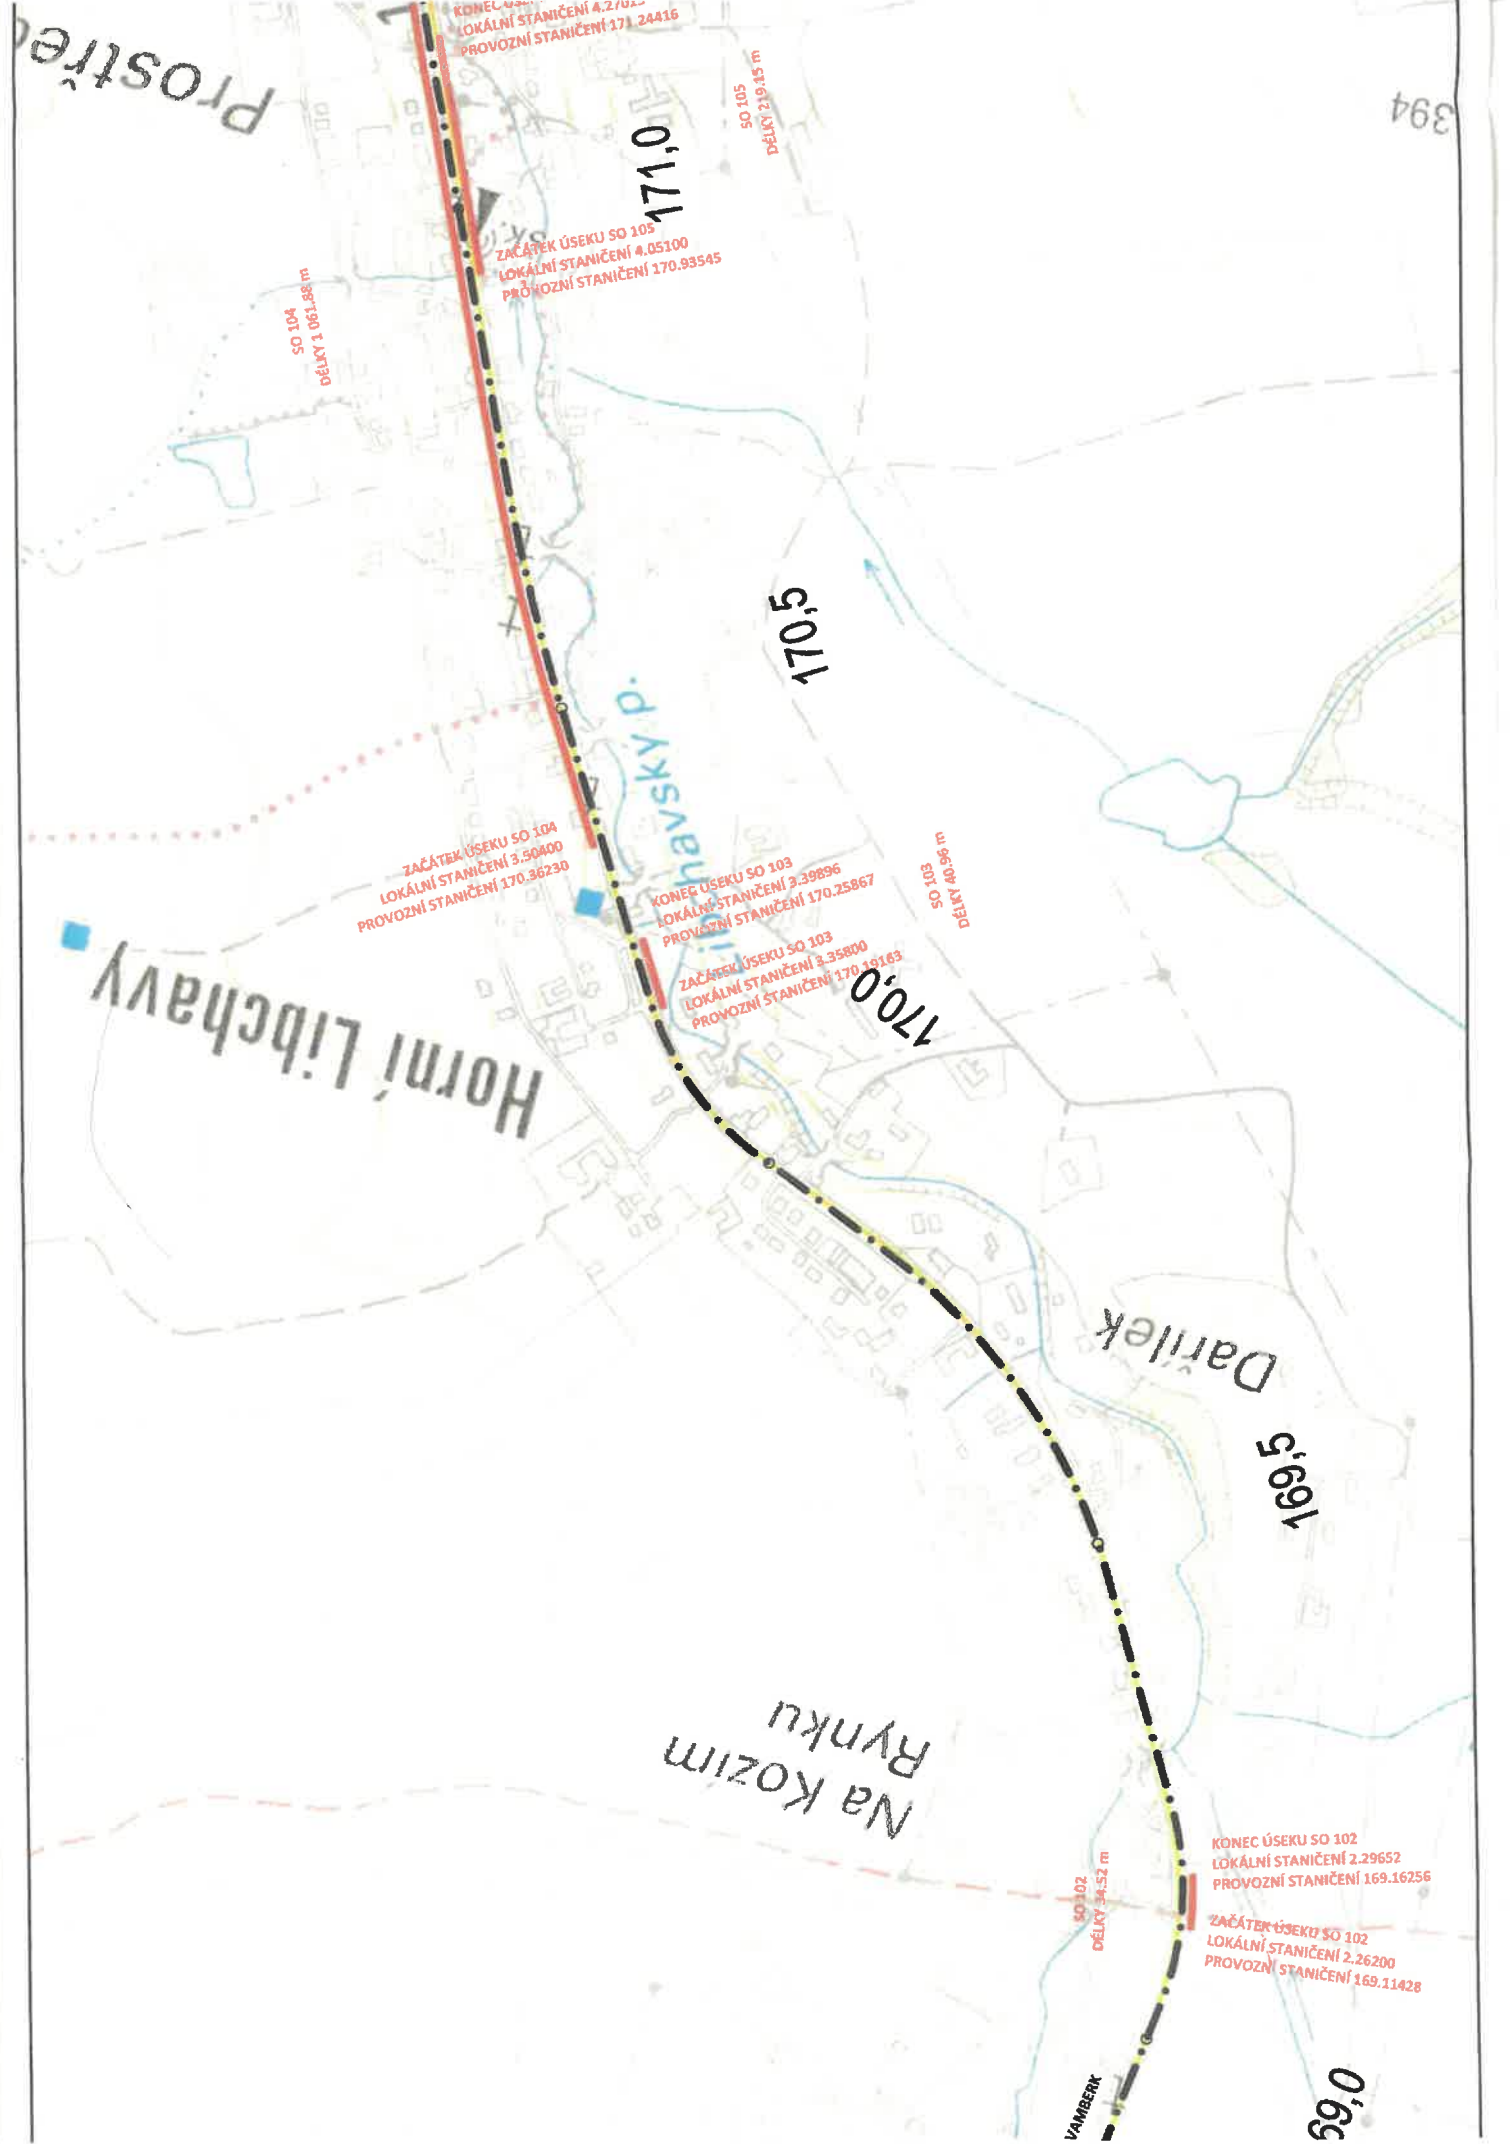 KONEC
LOKÁLNÍ STANIČENÍ
PROVOZNÍ STANIČENÍ 171.24416
SO 105
DÉLKY 219.15 m
394
171,0
ZAČÁTEK ÚSEKU SO 105
LOKÁLNÍ STANIČENÍ 4.05100
PROVOZNÍ STANIČENÍ 170.93545
SO 104
DÉLKY 1 061.88 m
170,5
Libchavský p.
ZAČÁTEK ÚSEKU SO 104
LOKÁLNÍ STANIČENÍ 3.50400
PROVOZNÍ STANIČENÍ 170.36230
KONEC ÚSEKU SO 103
LOKÁLNÍ STANIČENÍ 3.39896
PROVOZNÍ STANIČENÍ 170.25867
SO 103
DÉLKY 40.96 m
ZAČÁTEK ÚSEKU SO 103
LOKÁLNÍ STANIČENÍ 3.35800
PROVOZNÍ STANIČENÍ 170.19163
170,0
Horní Libchavy
Dařílek
169,5
Na Kozím
Rynku
KONEC ÚSEKU SO 102
LOKÁLNÍ STANIČENÍ 2.29652
PROVOZNÍ STANIČENÍ 169.16256
SO 102
DÉLKY 34.52 m
ZAČÁTEK ÚSEKU SO 102
LOKÁLNÍ STANIČENÍ 2.26200
PROVOZNÍ STANIČENÍ 169.11428
VAMBERK
69,0